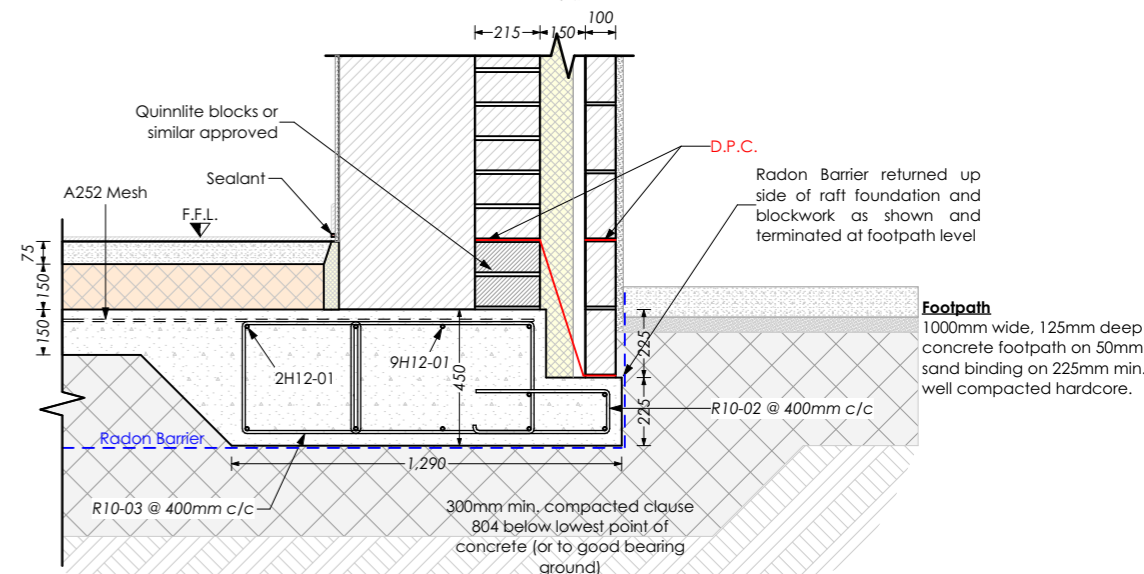 100
215
150
Quinnlite blocks or
similar approved
D.P.C.
Sealant
Radon Barrier returned up
side of raft foundation and
blockwork as shown and
terminated at footpath level
A252 Mesh
F.F.L.
75
150
150
Footpath
1000mm wide, 125mm deep
concrete footpath on 50mm
sand binding on 225mm min.
well compacted hardcore.
225
2H12-01
9H12-01
450
225
R10-02 @ 400mm c/c
Radon Barrier
1,290
R10-03 @ 400mm c/c
300mm min. compacted clause
804 below lowest point of
concrete (or to good bearing
ground)